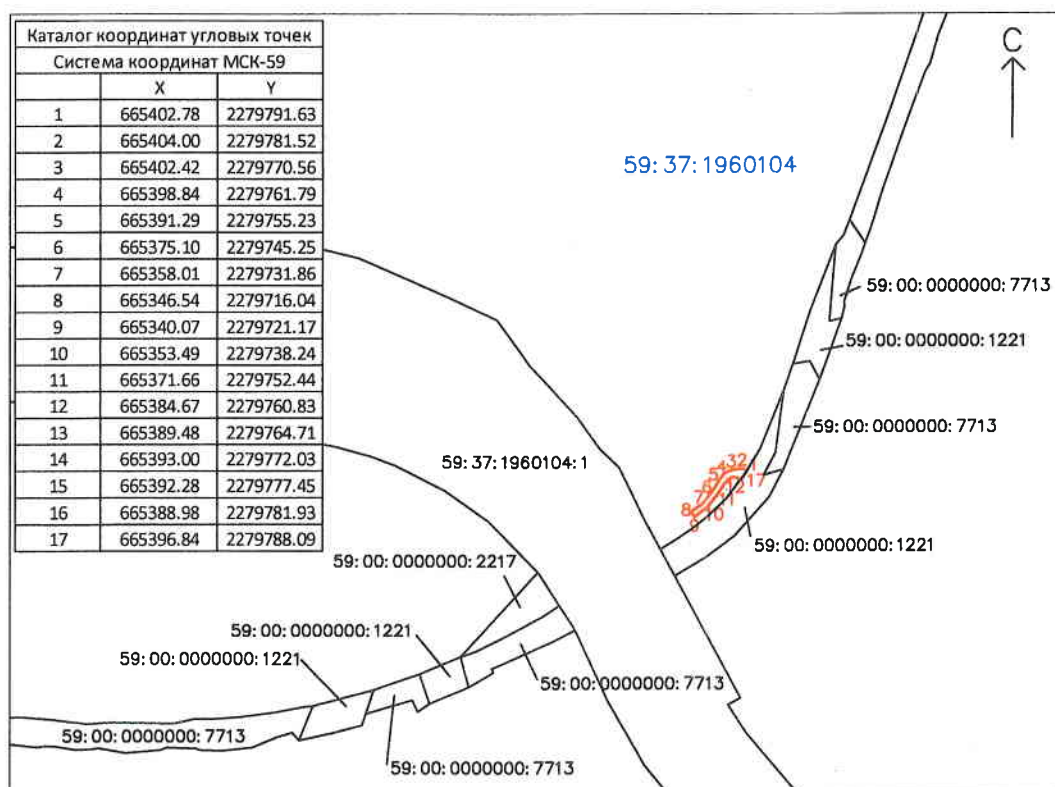 Каталог координат угловых точек
Система координат МСК-59
X Y
1 665402.78 2279791.63
2 665404.00 2279781.52
3 665402.42 2279770.56
4 665398.84 2279761.79
5 665391.29 2279755.23
6 665375.10 2279745.25
7 665358.01 2279731.86
8 665346.54 2279716.04
9 665340.07 2279721.17
10 665353.49 2279738.24
11 665371.66 2279752.44
12 665384.67 2279760.83
13 665389.48 2279764.71
14 665393.00 2279772.03
15 665392.28 2279777.45
16 665388.98 2279781.93
17 665396.84 2279788.09
С
59:37:1960104
59:00:0000000:7713
59:00:0000000:1221
59:00:0000000:7713
59:37:1960104:1
59:00:0000000:1221
59:00:0000000:2217
59:00:0000000:1221
59:00:0000000:1221
59:00:0000000:7713
59:00:0000000:7713
59:00:0000000:7713
3 2 1
17
8
10